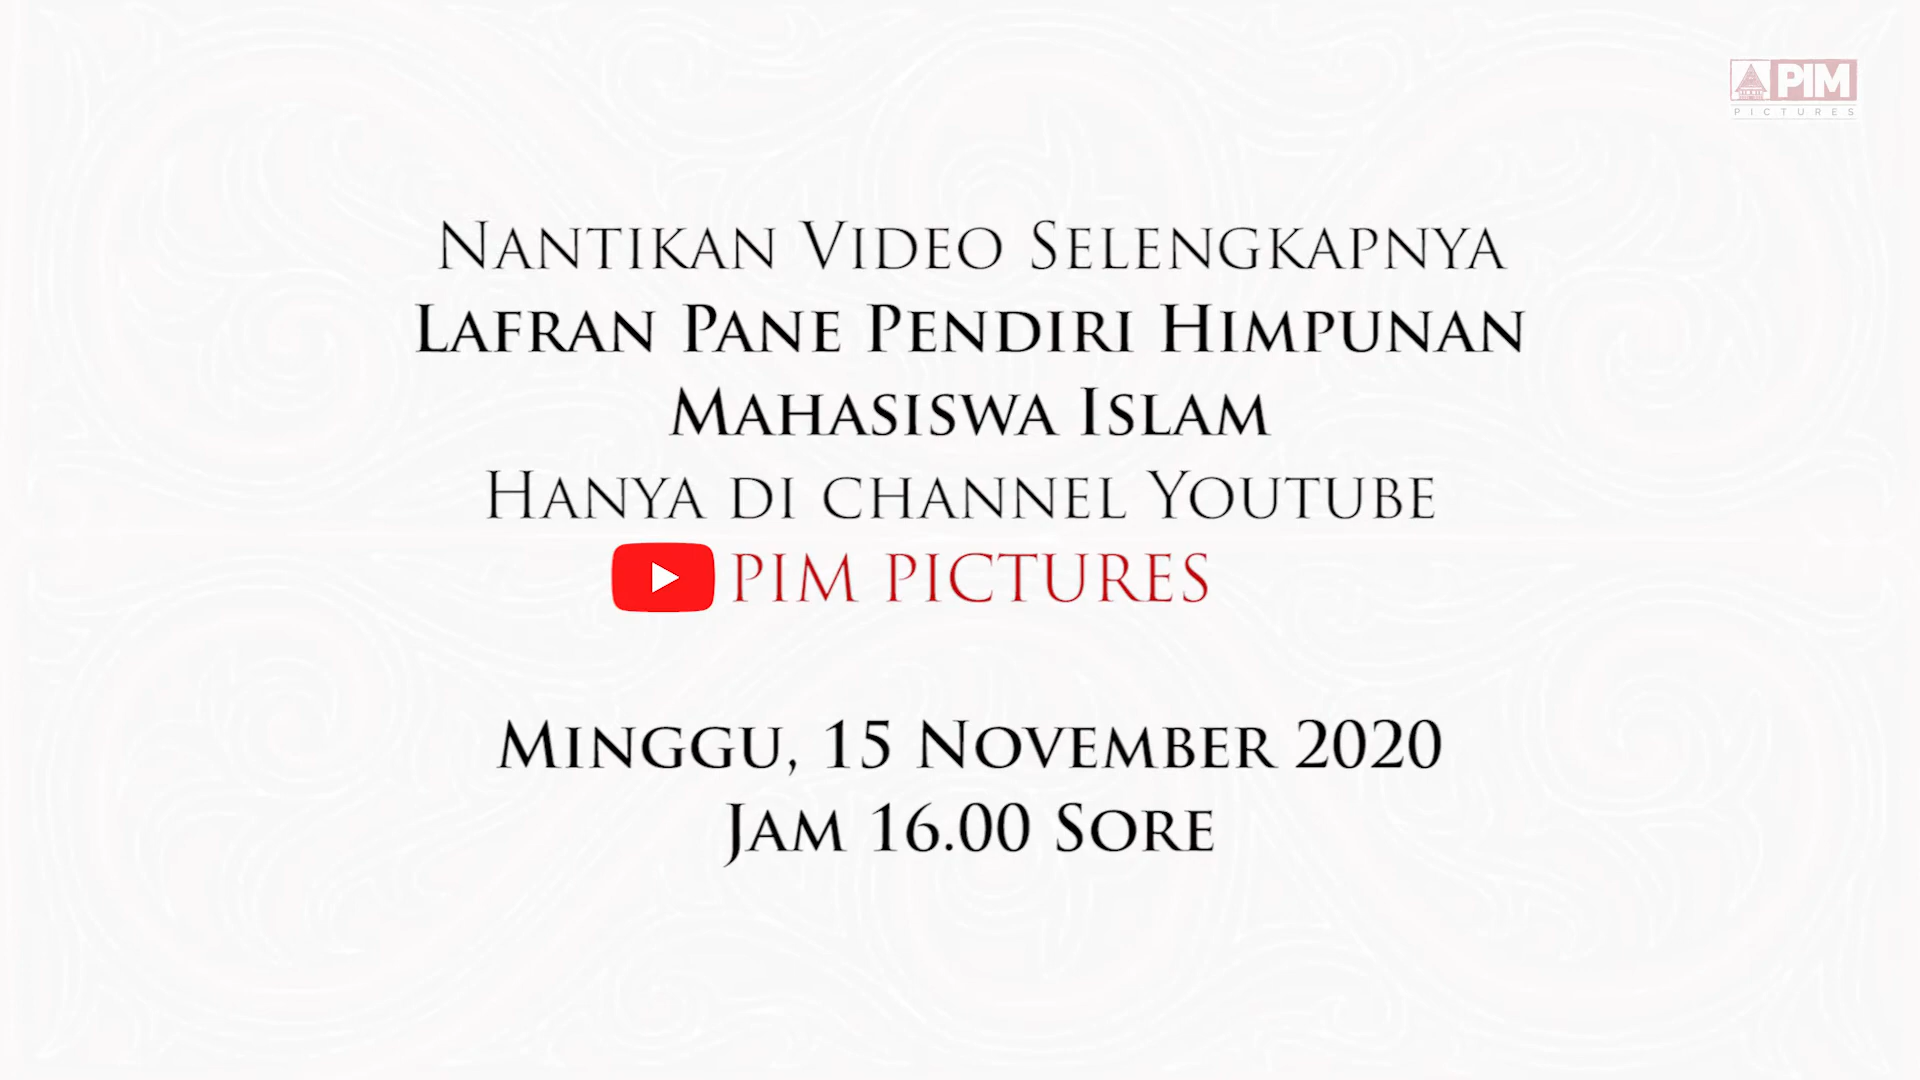 PIM
PICTURES
Nantikan Video Selengkapnya
Lafran Pane Pendiri Himpunan
Mahasiswa Islam
Hanya di channel Youtube
PIM PICTURES
Minggu, 15 November 2020
Jam 16.00 Sore